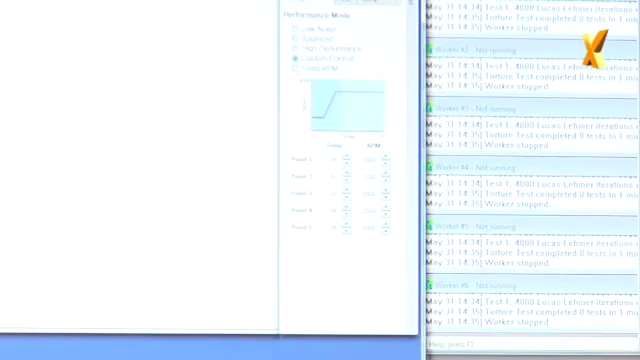 Performance Mode
Low Noise
Balanced
High Performance
Custom Control
Fixed RPM
Temp RPM
Point 1
Point 2
Point 3
Point 4
Point 5
May 31 14:34] Test 1, 4000 Lucas-Lehmer iterations
May 31 14:35] Torture Test completed 0 tests in 1 min
May 31 14:35] Worker stopped.
Worker #2 - Not running
May 31 14:34] Test 1, 4000 Lucas-Lehmer iterations
May 31 14:35] Torture Test completed 0 tests in 1 min
May 31 14:35] Worker stopped.
Worker #3 - Not running
May 31 14:34] Test 1, 4000 Lucas-Lehmer iterations
May 31 14:35] Torture Test completed 0 tests in 1 min
May 31 14:35] Worker stopped.
Worker #4 - Not running
May 31 14:34] Test 1, 4000 Lucas-Lehmer iterations
May 31 14:35] Torture Test completed 0 tests in 1 min
May 31 14:35] Worker stopped.
Worker #5 - Not running
May 31 14:34] Test 1, 4000 Lucas-Lehmer iterations
May 31 14:35] Torture Test completed 0 tests in 1 mi
May 31 14:35] Worker stopped.
Worker #6 - Not running
May 31 14:34] Test 1, 4000 Lucas-Lehmer iterations
May 31 14:35] Torture Test completed 0 tests in 1 min
May 31 14:35] Worker stopped.
Help, press F1
X